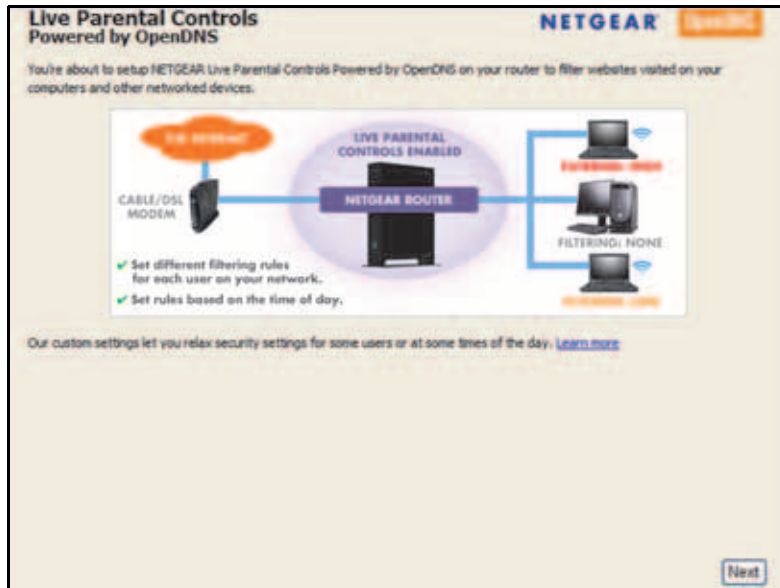 Live Parental Controls
Powered by OpenDNS
NETGEAR
OpenDNS
You're about to setup NETGEAR Live Parental Controls Powered by OpenDNS on your router to filter websites visited on your
computers and other networked devices.
THE INTERNET
LIVE PARENTAL
CONTROLS ENABLED
CABLE/DSL
MODEM
NETGEAR ROUTER
FILTERING: NONE
✓ Set different filtering rules
for each user on your network.
✓ Set rules based on the time of day.
Our custom settings let you relax security settings for some users or at some times of the day. Learn more
Next